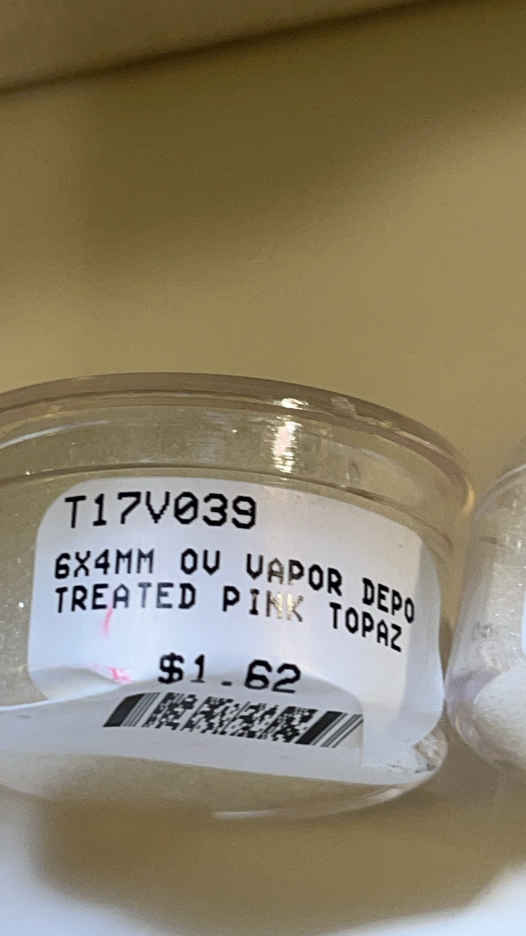 T17V039
6X4MM OV VAPOR DEPO
TREATED PINK TOPAZ
$1.62